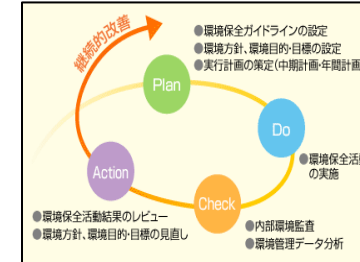 継続的改善
Plan
●環境保全ガイドラインの設定
●環境方針、環境目的・目標の設定
●実行計画の策定(中期計画・年間計画
Do
●環境保全活
の実施
Check
●内部環境監査
●環境管理データ分析
Action
●環境保全活動結果のレビュー
●環境方針、環境目的・目標の見直し